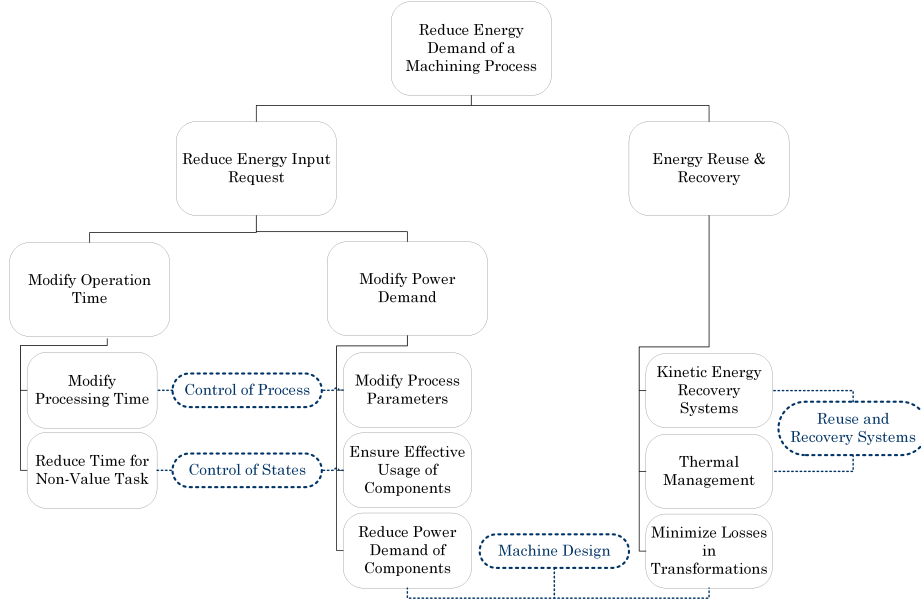 Reduce Energy
Demand of a
Machining Process
Reduce Energy Input
Request
Energy Reuse &
Recovery
Modify Operation
Time
Modify Power
Demand
Modify
Processing Time
Control of Process
Modify Process
Parameters
Kinetic Energy
Recovery
Systems
Reuse and
Recovery Systems
Reduce Time for
Non-Value Task
Control of States
Ensure Effective
Usage of
Components
Thermal
Management
Reduce Power
Demand of
Components
Machine Design
Minimize Losses
in
Transformations